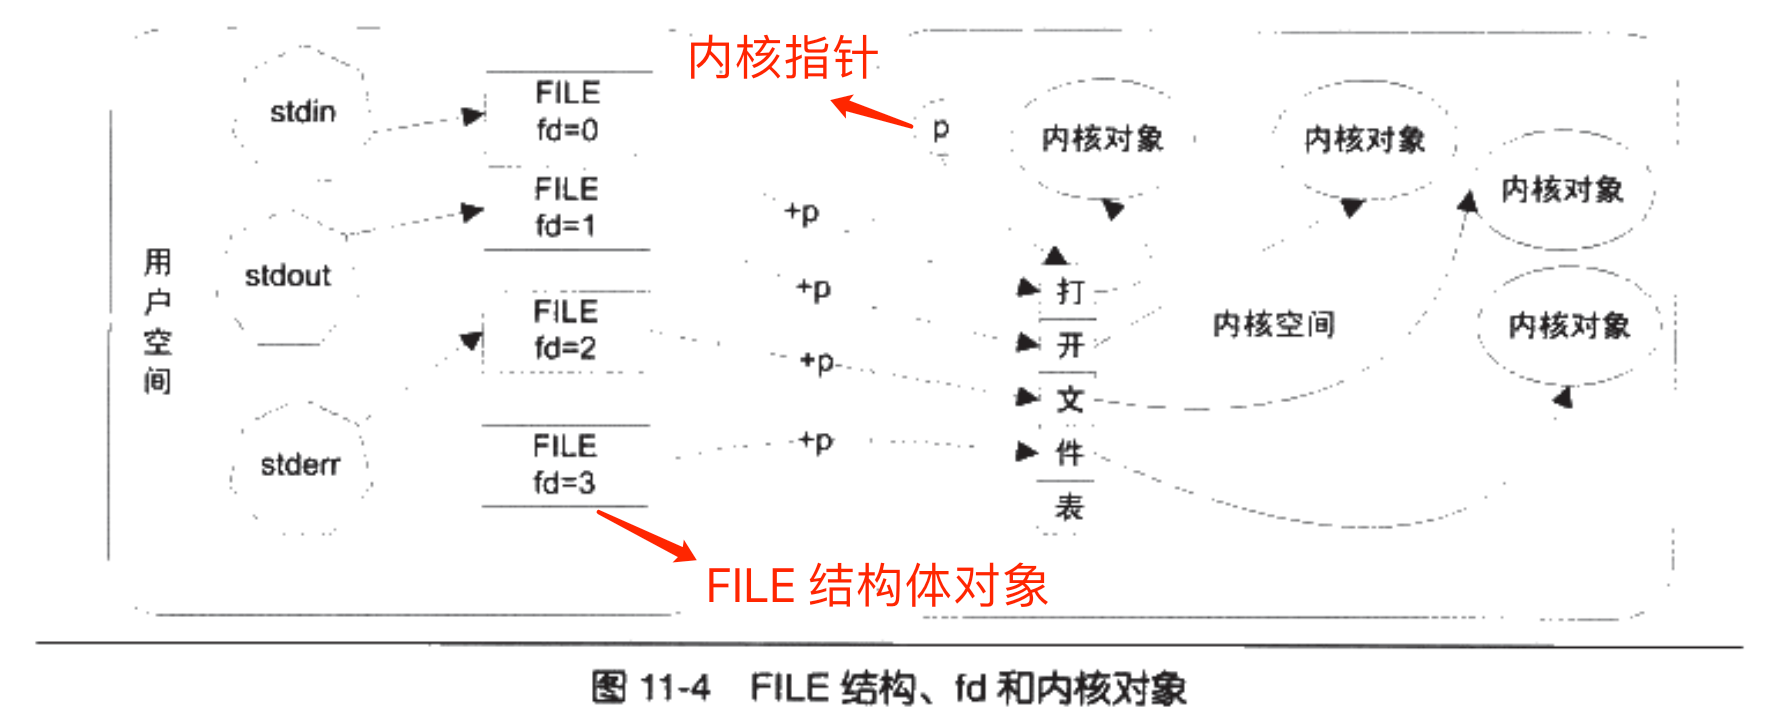 内核指针
stdin
FILE
fd=0
p
内核对象
内核对象
内核对象
FILE
fd=1
+p
用户空间
stdout
+p
打开文件表
内核空间
内核对象
FILE
fd=2
+p
stderr
FILE
fd=3
+p
FILE 结构体对象
图 11-4 FILE 结构、fd 和内核对象